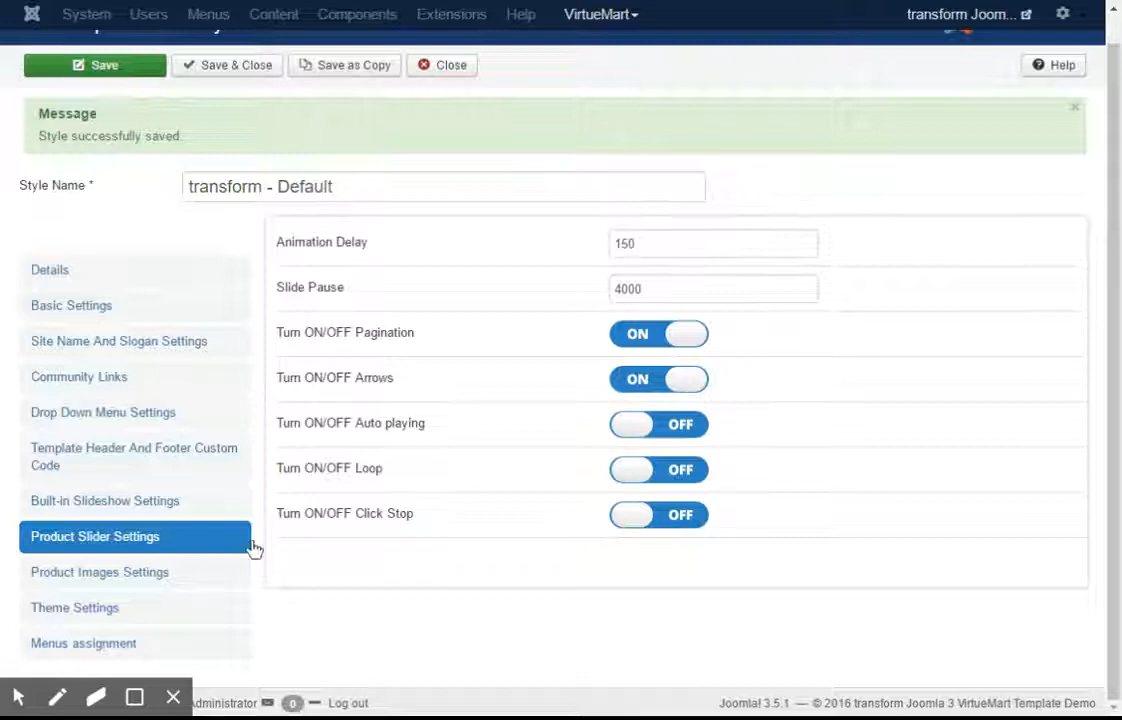 System Users Menus Content Components Extensions Help VirtueMart transform Joom...
Save Save & Close Save as Copy Close Help
Message ×
Style successfully saved.
Style Name * transform - Default
Animation Delay 150
Slide Pause 4000
Turn ON/OFF Pagination ON
Turn ON/OFF Arrows ON
Turn ON/OFF Auto playing OFF
Turn ON/OFF Loop OFF
Turn ON/OFF Click Stop OFF
Details
Basic Settings
Site Name And Slogan Settings
Community Links
Drop Down Menu Settings
Template Header And Footer Custom
Code
Built-in Slideshow Settings
Product Slider Settings
Product Images Settings
Theme Settings
Menus assignment
Administrator 0 Log out Joomla! 3.5.1 — © 2016 transform Joomla 3 VirtueMart Template Demo